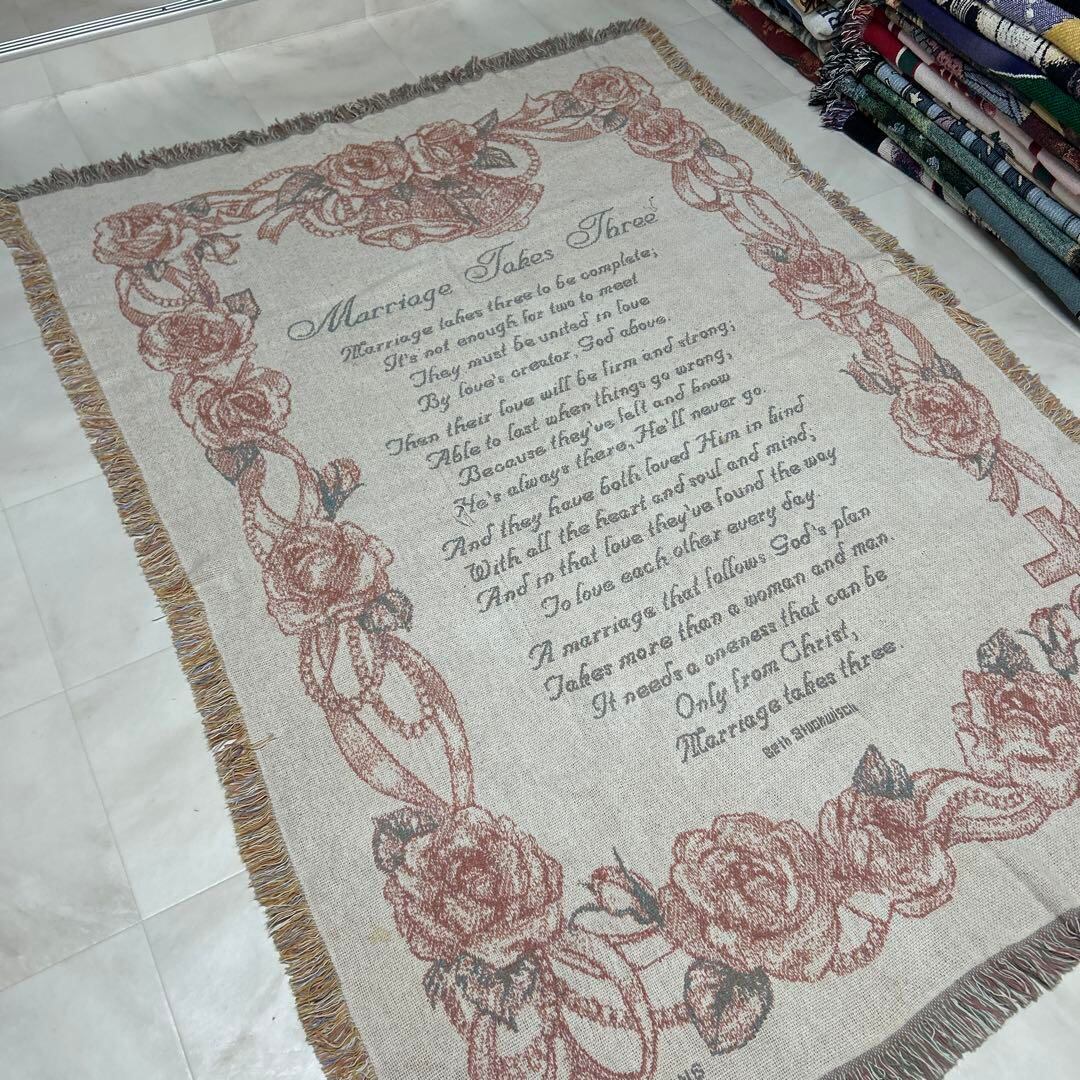 Marriage Takes Three
Marriage takes three to be complete;
It's not enough for two to meet
They must be united in love
By love's creator, God above.
Then their love will be firm and strong;
Able to last when things go wrong,
Because they've felt and know
He's always there, He'll never go.
And they have both loved Him in kind
With all the heart and soul and mind;
And in that love they've found the way
To love each other every day.
A marriage that follows God's plan
Takes more than a woman and man.
It needs a oneness that can be
Only from Christ,
Marriage takes three.
Beth Stuckwisch